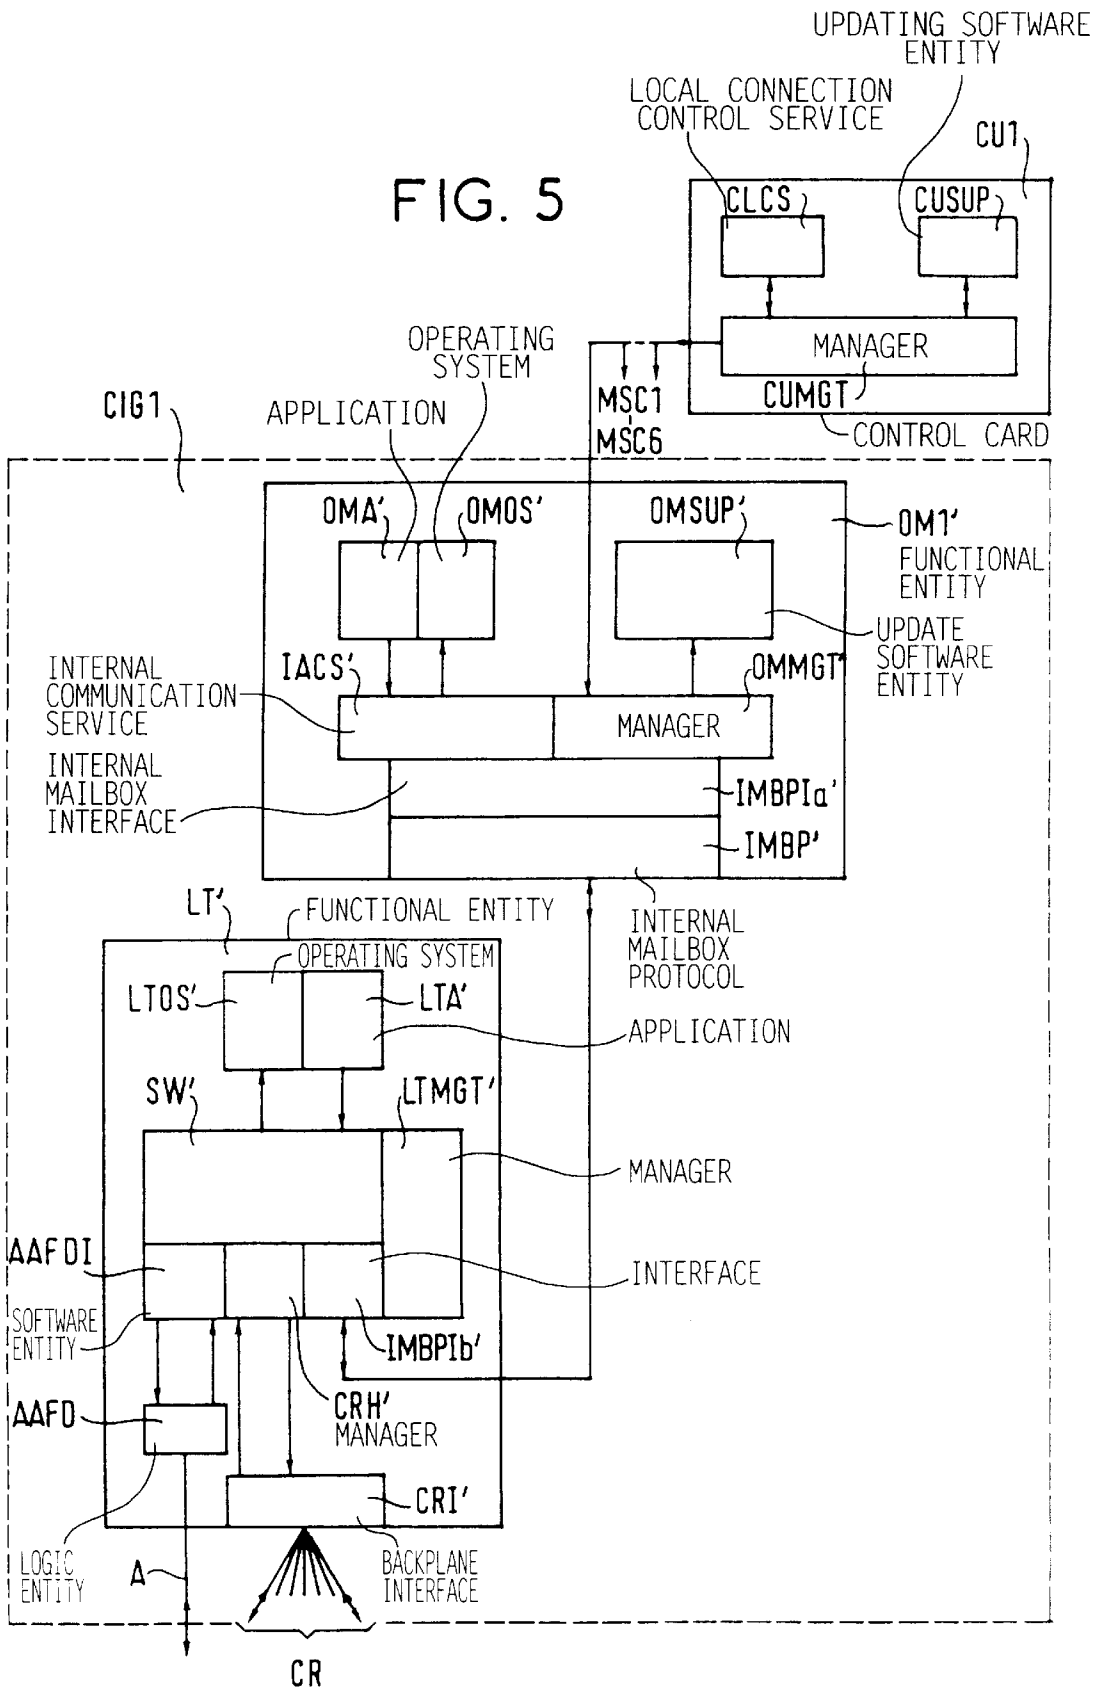 UPDATING SOFTWARE
ENTITY
LOCAL CONNECTION
CONTROL SERVICE
CU1
FIG. 5
CLCS
CUSUP
MANAGER
CUMGT
CONTROL CARD
OPERATING
SYSTEM
MSC1
MSC6
CIG1
APPLICATION
OMA'
OMOS'
OMSUP'
OM1'
FUNCTIONAL
ENTITY
UPDATE
SOFTWARE
ENTITY
INTERNAL
COMMUNICATION
SERVICE
IACS'
OMMGT'
MANAGER
INTERNAL
MAILBOX
INTERFACE
IMBPIa'
IMBP'
LT'
FUNCTIONAL ENTITY
INTERNAL
MAILBOX
PROTOCOL
OPERATING SYSTEM
LTOS'
LTA'
APPLICATION
SW'
LTMGT'
MANAGER
AAFDI
INTERFACE
SOFTWARE
ENTITY
IMBPIb'
AAFD
CRH'
MANAGER
CRI'
LOGIC
ENTITY
A
BACKPLANE
INTERFACE
CR